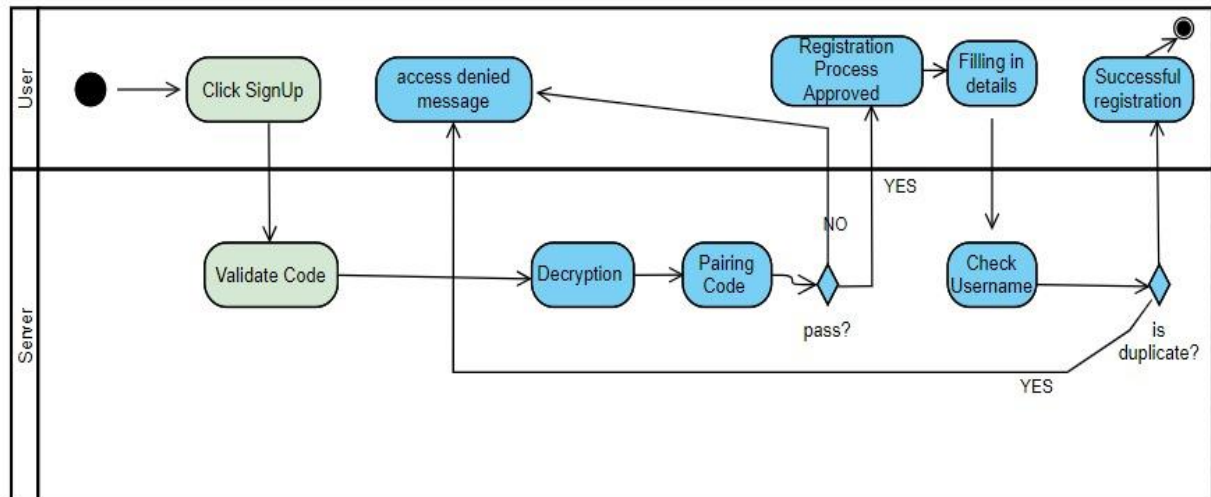 User
Click SignUp
access denied
message
Registration
Process
Approved
Filling in
details
Successful
registration
YES
NO
Server
Validate Code
Decryption
Pairing
Code
pass?
Check
Username
is
duplicate?
YES